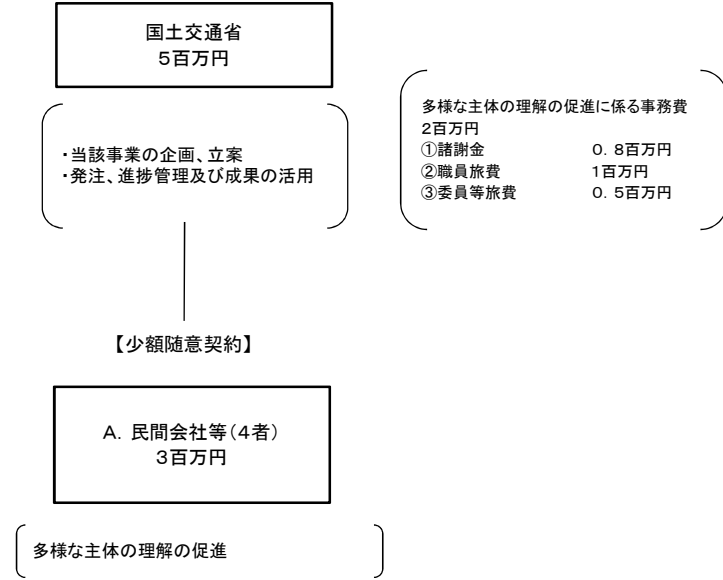 国土交通省
5百万円
・当該事業の企画、立案
・発注、進捗管理及び成果の活用
多様な主体の理解の促進に係る事務費
2百万円
①諸謝金 0.8百万円
②職員旅費 1百万円
③委員等旅費 0.5百万円
【少額随意契約】
A. 民間会社等(4者)
3百万円
多様な主体の理解の促進